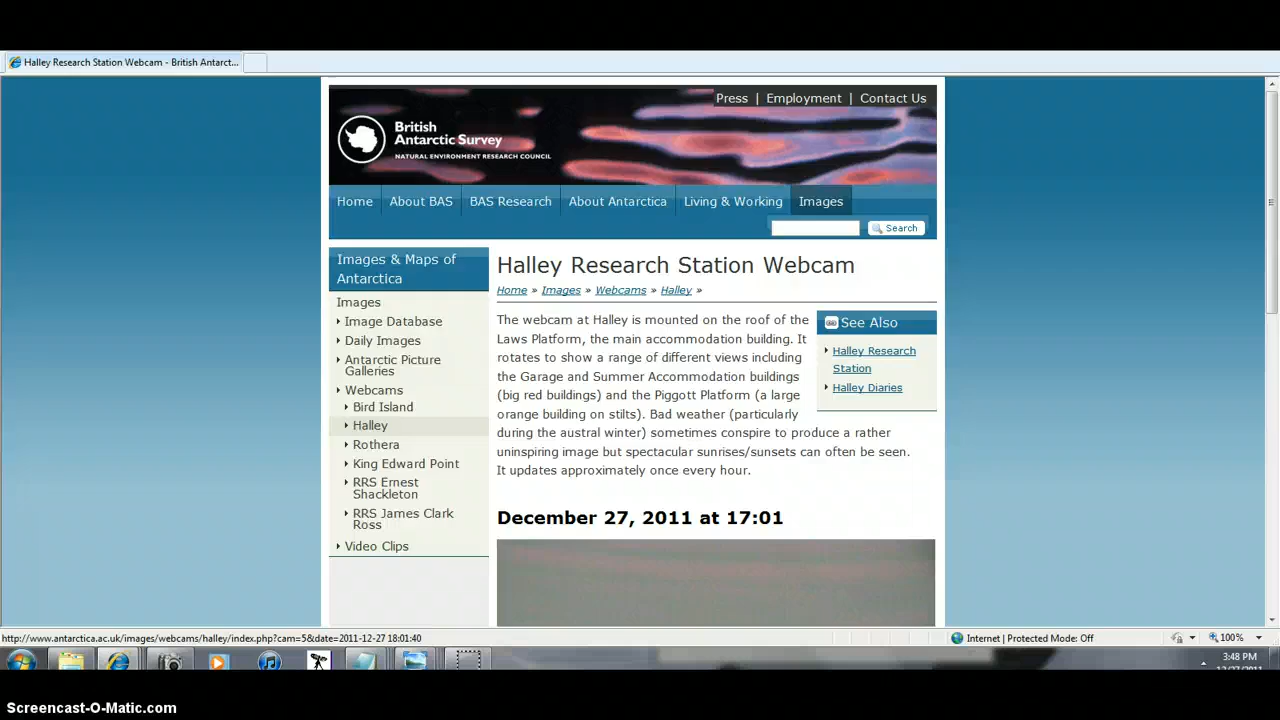 Halley Research Station Webcam - British Antarct...
Press | Employment | Contact Us
British
Antarctic Survey
NATURAL ENVIRONMENT RESEARCH COUNCIL
Home About BAS BAS Research About Antarctica Living & Working Images
Search
Images & Maps of
Antarctica
Images
Image Database
Daily Images
Antarctic Picture
Galleries
Webcams
Bird Island
Halley
Rothera
King Edward Point
RRS Ernest
Shackleton
RRS James Clark
Ross
Video Clips
Halley Research Station Webcam
Home » Images » Webcams » Halley »
The webcam at Halley is mounted on the roof of the
Laws Platform, the main accommodation building. It
rotates to show a range of different views including
the Garage and Summer Accommodation buildings
(big red buildings) and the Piggott Platform (a large
orange building on stilts). Bad weather (particularly
during the austral winter) sometimes conspire to produce a rather
uninspiring image but spectacular sunrises/sunsets can often be seen.
It updates approximately once every hour.
See Also
Halley Research
Station
Halley Diaries
December 27, 2011 at 17:01
http://www.antarctica.ac.uk/images/webcams/halley/index.php?cam=5&date=2011-12-27 18:01:40
Internet | Protected Mode: Off
100%
3:48 PM
12/27/2011
Screencast-O-Matic.com